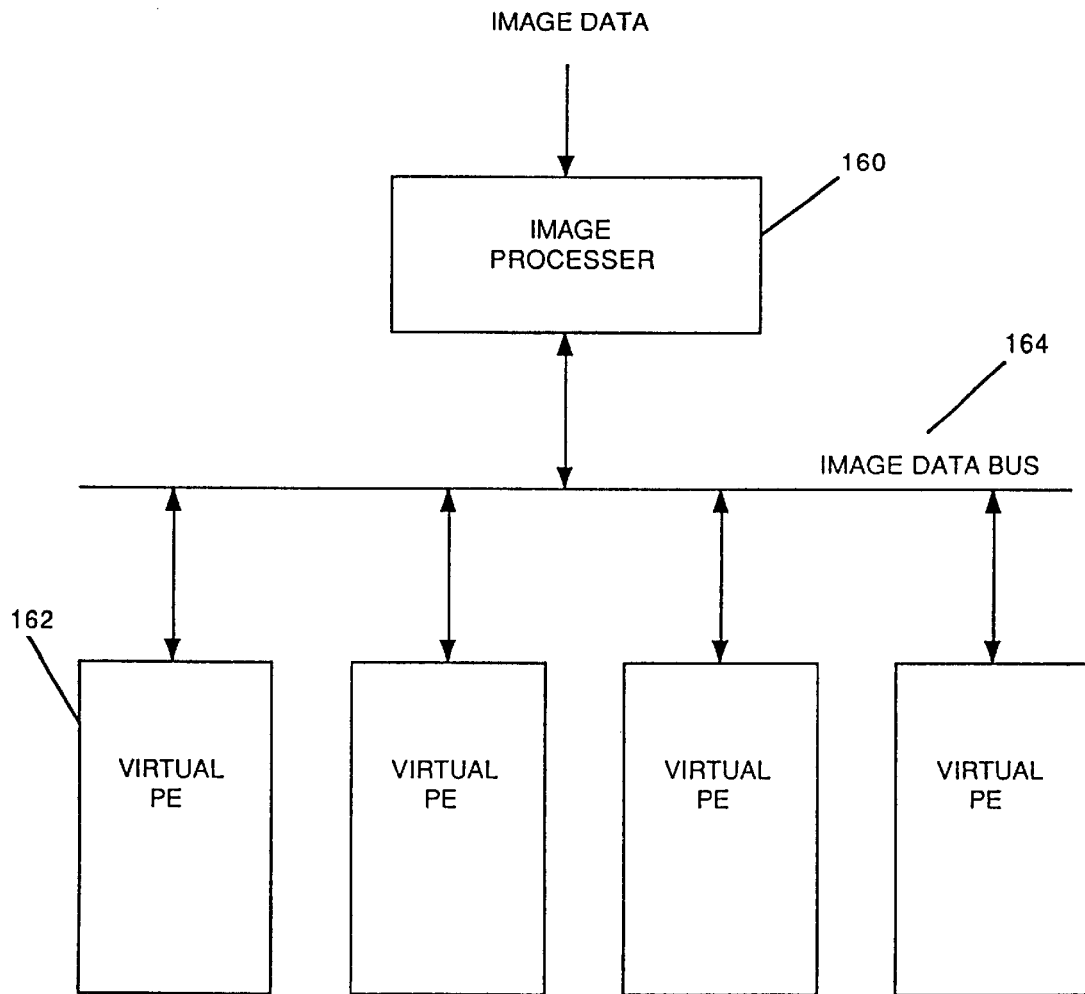 IMAGE DATA
160
IMAGE
PROCESSER
164
IMAGE DATA BUS
162
VIRTUAL
PE
VIRTUAL
PE
VIRTUAL
PE
VIRTUAL
PE